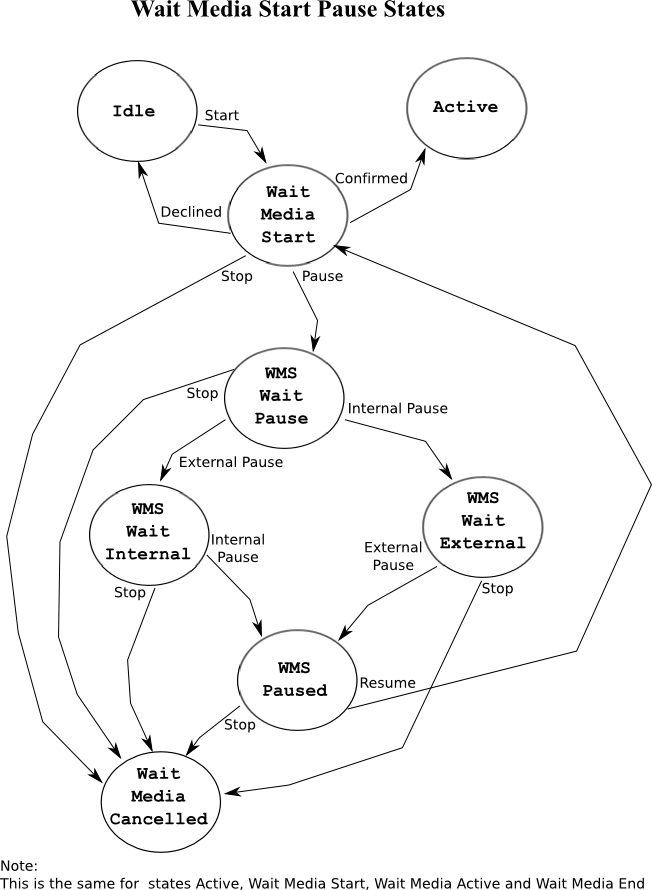 Wait Media Start Pause States
Idle
Active
Start
Confirmed
Wait
Media
Start
Declined
Stop
Pause
WMS
Wait
Pause
Stop
Internal Pause
External Pause
WMS
Wait
Internal
WMS
Wait
External
Internal
Pause
External
Pause
Stop
Stop
WMS
Paused
Resume
Stop
Wait
Media
Cancelled
Note:
This is the same for  states Active, Wait Media Start, Wait Media Active and Wait Media End